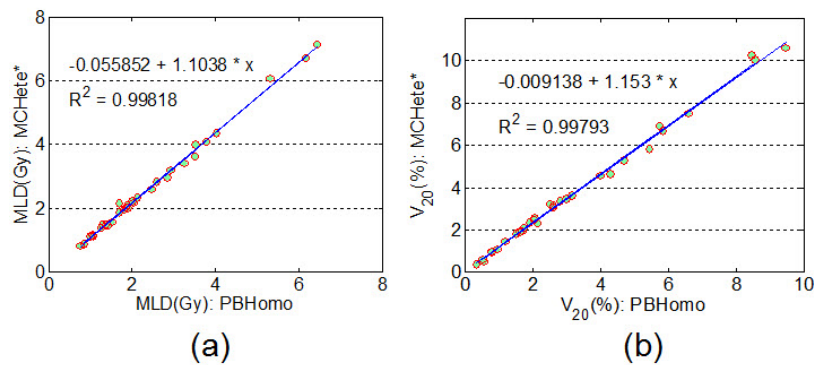 8
6
4
2
0
-0.055852 + 1.1038 * x
R2 = 0.99818
MLD(Gy): MCHete*
0 2 4 6 8
MLD(Gy): PBHomo
(a)
10
8
6
4
2
0
-0.009138 + 1.153 * x
R2 = 0.99793
V20(%): MCHete*
0 2 4 6 8 10
V20(%): PBHomo
(b)